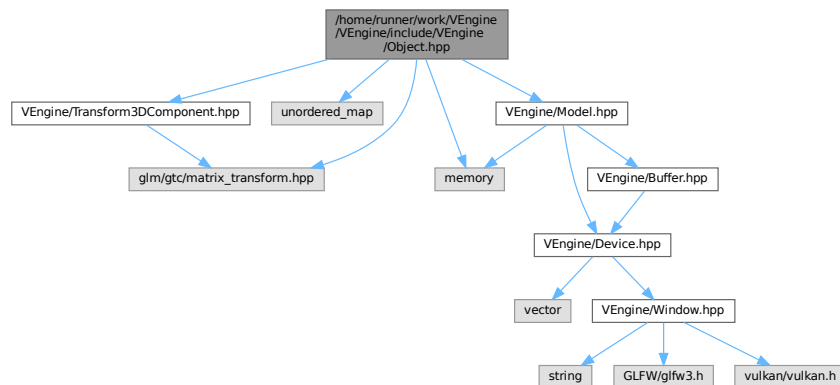 /home/runner/work/VEngine
/VEngine/include/VEngine
/Object.hpp
VEngine/Transform3DComponent.hpp
unordered_map
VEngine/Model.hpp
glm/gtc/matrix_transform.hpp
memory
VEngine/Buffer.hpp
VEngine/Device.hpp
vector
VEngine/Window.hpp
string
GLFW/glfw3.h
vulkan/vulkan.h